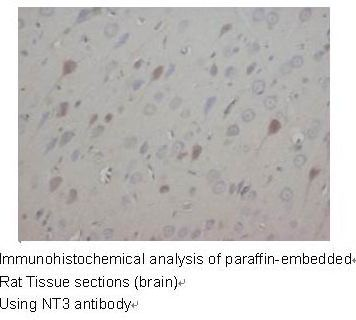 Immunohistochemical analysis of paraffin-embedded
Rat Tissue sections (brain)
Using NT3 antibody